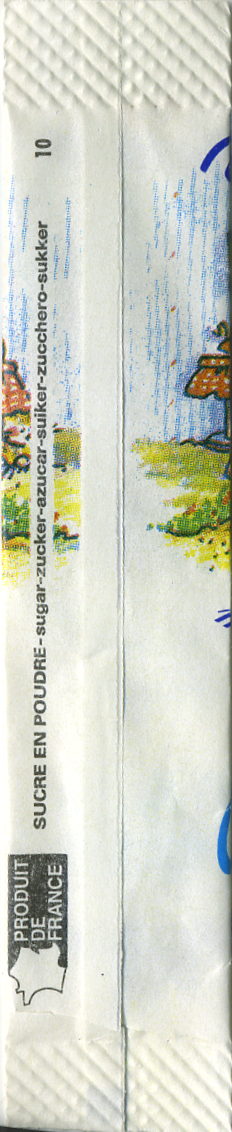 SUCRE EN POUDRE-sugar-zucker-azucar-suiker-zucchero-sukker 10
PRODUIT
DE
FRANCE